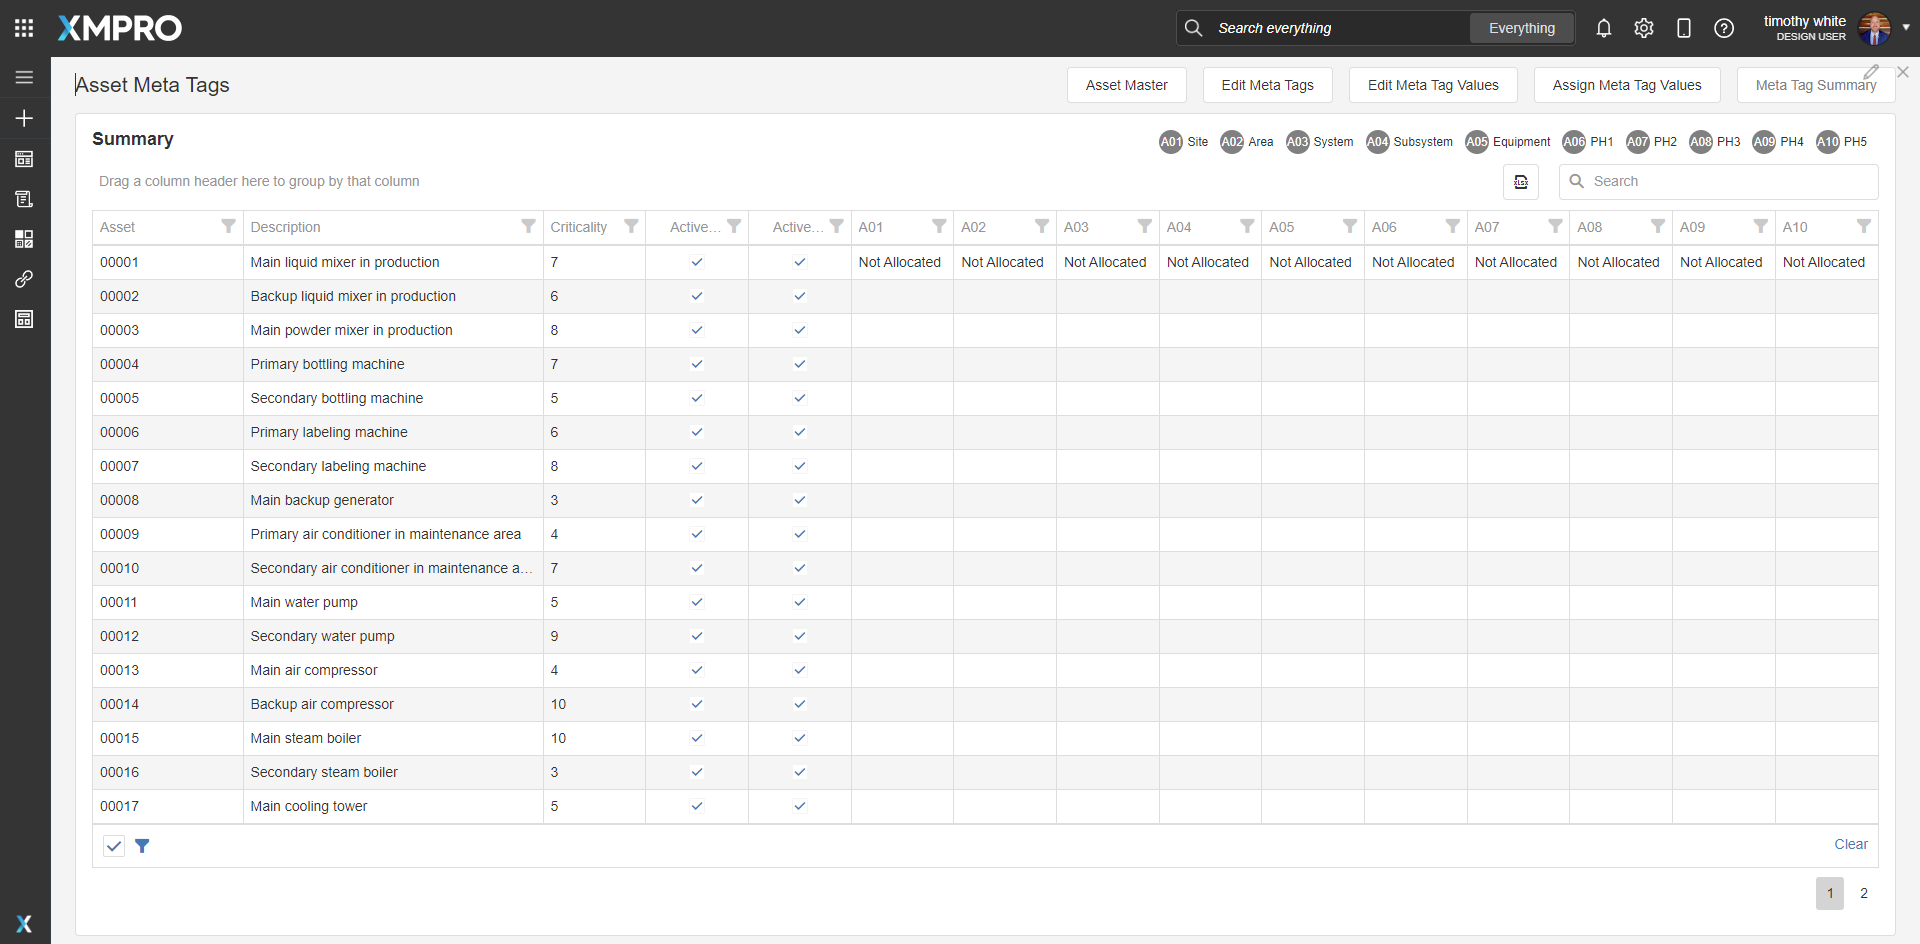 XMPRO
Search everything
Everything
timothy white
DESIGN USER
Asset Meta Tags
Asset Master
Edit Meta Tags
Edit Meta Tag Values
Assign Meta Tag Values
Meta Tag Summary
Summary
A01 Site A02 Area A03 System A04 Subsystem A05 Equipment A06 PH1 A07 PH2 A08 PH3 A09 PH4 A10 PH5
Drag a column header here to group by that column
xlsx
Search
Asset Description Criticality Active... Active... A01 A02 A03 A04 A05 A06 A07 A08 A09 A10
00001 Main liquid mixer in production 7 Not Allocated Not Allocated Not Allocated Not Allocated Not Allocated Not Allocated Not Allocated Not Allocated Not Allocated Not Allocated
00002 Backup liquid mixer in production 6
00003 Main powder mixer in production 8
00004 Primary bottling machine 7
00005 Secondary bottling machine 5
00006 Primary labeling machine 6
00007 Secondary labeling machine 8
00008 Main backup generator 3
00009 Primary air conditioner in maintenance area 4
00010 Secondary air conditioner in maintenance a... 7
00011 Main water pump 5
00012 Secondary water pump 9
00013 Main air compressor 4
00014 Backup air compressor 10
00015 Main steam boiler 10
00016 Secondary steam boiler 3
00017 Main cooling tower 5
Clear
1 2
X